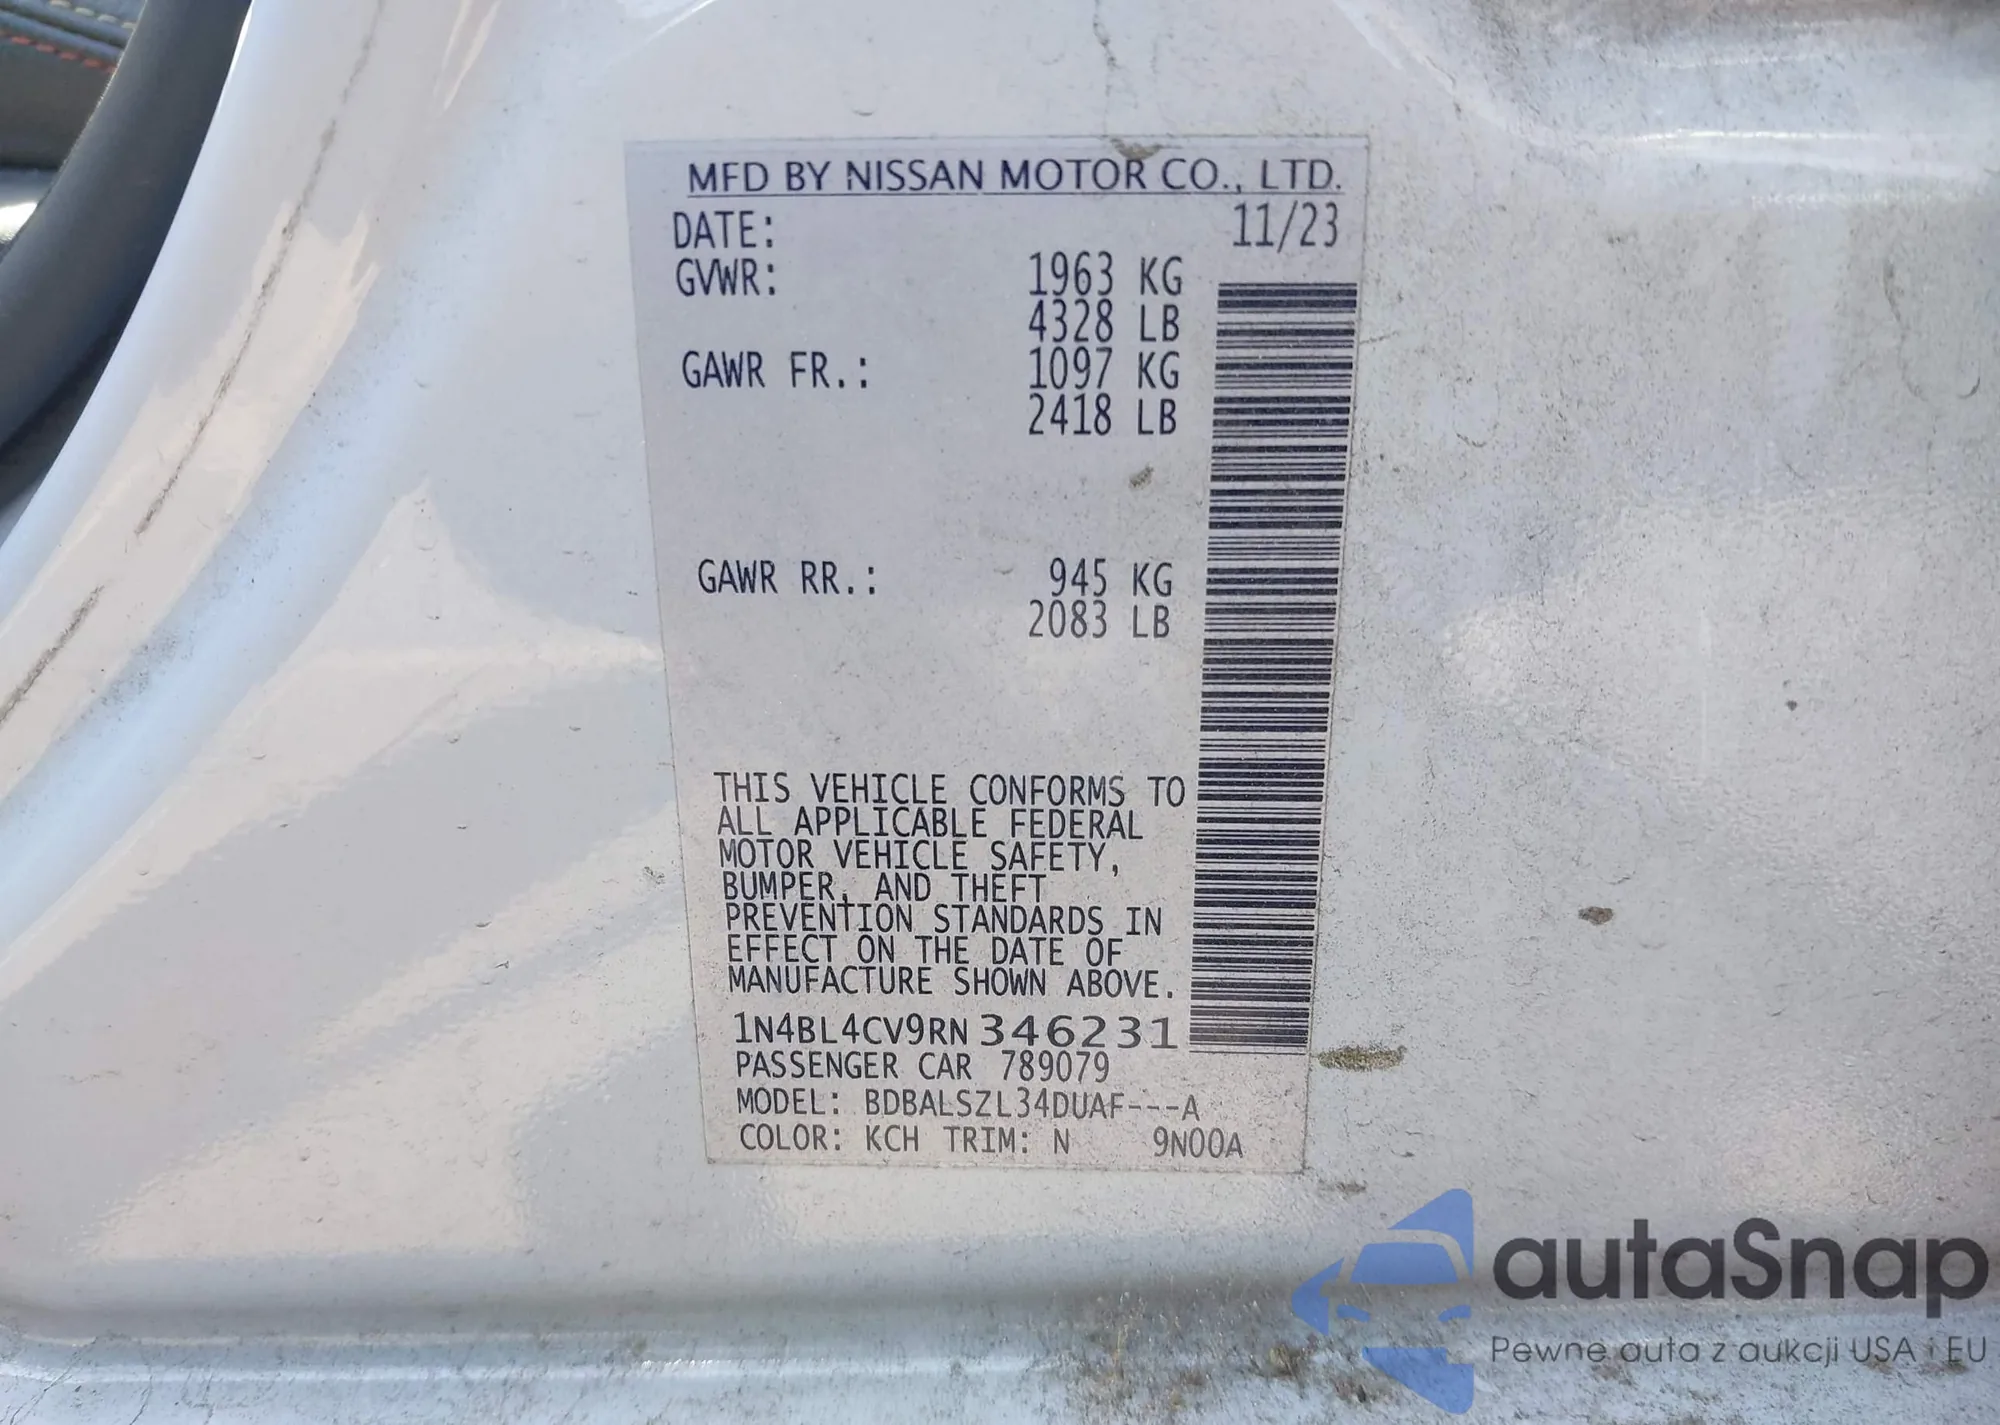 MFD BY NISSAN MOTOR CO., LTD.
DATE: 11/23
GVWR: 1963 KG
4328 LB
GAWR FR.: 1097 KG
2418 LB
GAWR RR.: 945 KG
2083 LB
THIS VEHICLE CONFORMS TO
ALL APPLICABLE FEDERAL
MOTOR VEHICLE SAFETY,
BUMPER, AND THEFT
PREVENTION STANDARDS IN
EFFECT ON THE DATE OF
MANUFACTURE SHOWN ABOVE.
1N4BL4CV9RN346231
PASSENGER CAR 789079
MODEL: BDBALSZL34DUAF---A
COLOR: KCH TRIM: N 9N00A
autaSnap
Pewne auta z aukcji USA i EU